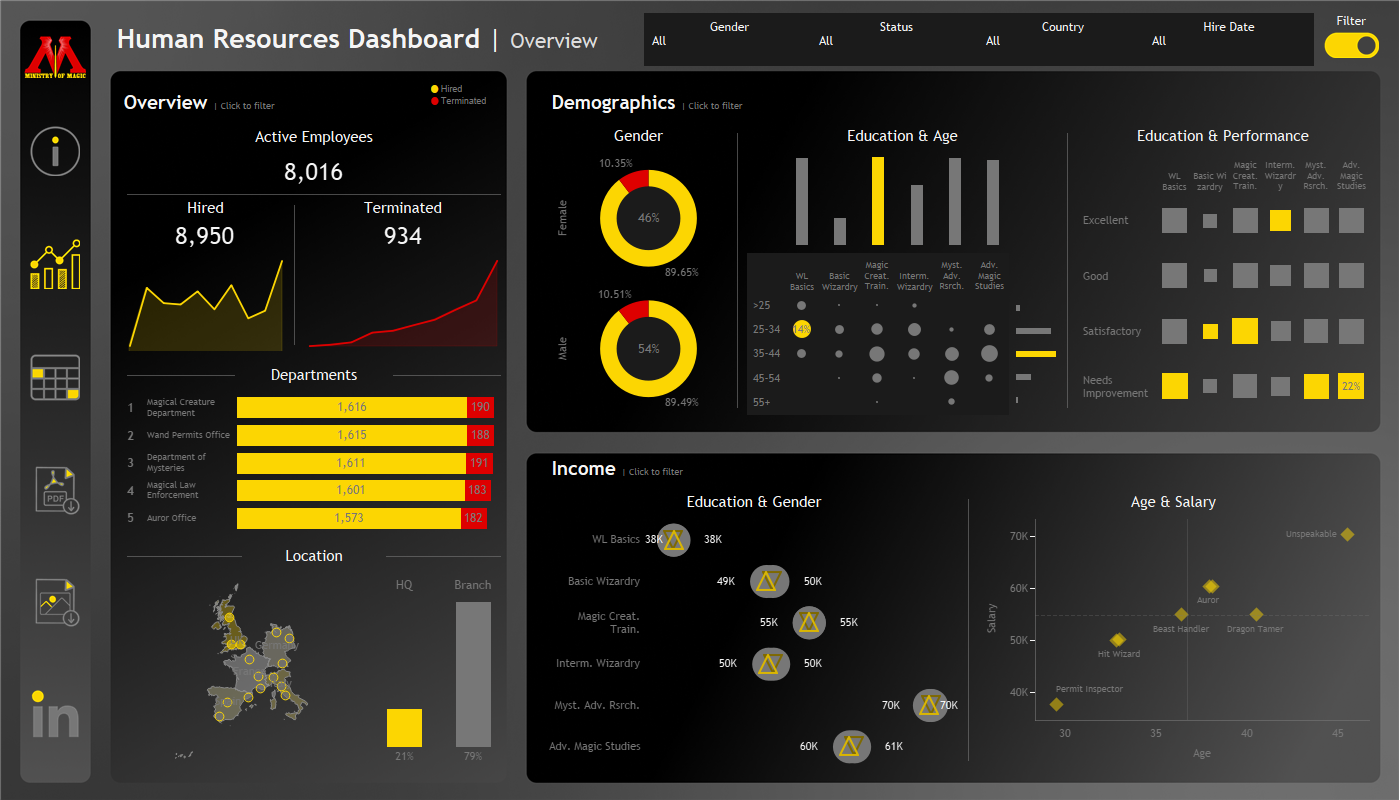 MINISTRY OF MAGIC
Human Resources Dashboard | Overview
Gender
All
Status
All
Country
All
Hire Date
All
Filter
Overview | Click to filter
Hired
Terminated
Active Employees
8,016
Hired
8,950
Terminated
934
Departments
1 Magical Creature
Department 1,616 190
2 Wand Permits Office 1,615 188
3 Department of
Mysteries 1,611 191
4 Magical Law
Enforcement 1,601 183
5 Auror Office 1,573 182
Location
HQ Branch
Germany
21% 79%
Demographics | Click to filter
Gender
10.35%
Female 46%
89.65%
10.51%
Male 54%
89.49%
Education & Age
WL
Basics
Basic
Wizardry
Magic
Creat.
Train.
Interm.
Wizardry
Myst.
Adv.
Rsrch.
Adv.
Magic
Studies
>25
25-34 14%
35-44
45-54
55+
Education & Performance
WL
Basics
Basic Wi
zardry
Magic
Creat.
Train.
Interm.
Wizardr
y
Myst.
Adv.
Rsrch.
Adv.
Magic
Studies
Excellent
Good
Satisfactory
Needs
Improvement 22%
Income | Click to filter
Education & Gender
WL Basics 38K 38K
Basic Wizardry 49K 50K
Magic Creat.
Train. 55K 55K
Interm. Wizardry 50K 50K
Myst. Adv. Rsrch. 70K 70K
Adv. Magic Studies 60K 61K
Age & Salary
Salary
70K
60K
50K
40K
Unspeakable
Auror
Beast Handler
Dragon Tamer
Hit Wizard
Permit Inspector
30 35 40 45
Age
PDF
in